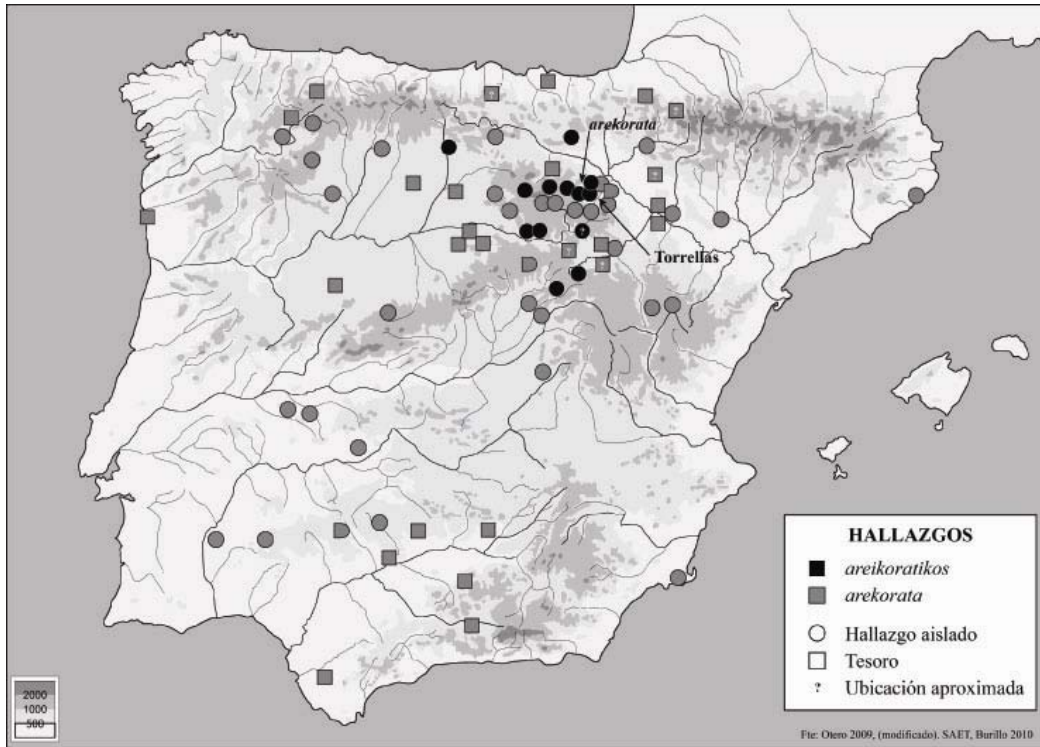 arekorata
Torrellas
HALLAZGOS
areikoratikos
arekorata
Hallazgo aislado
Tesoro
? Ubicación aproximada
2000
1000
500
Fte: Otero 2009, (modificado). SAET, Burillo 2010